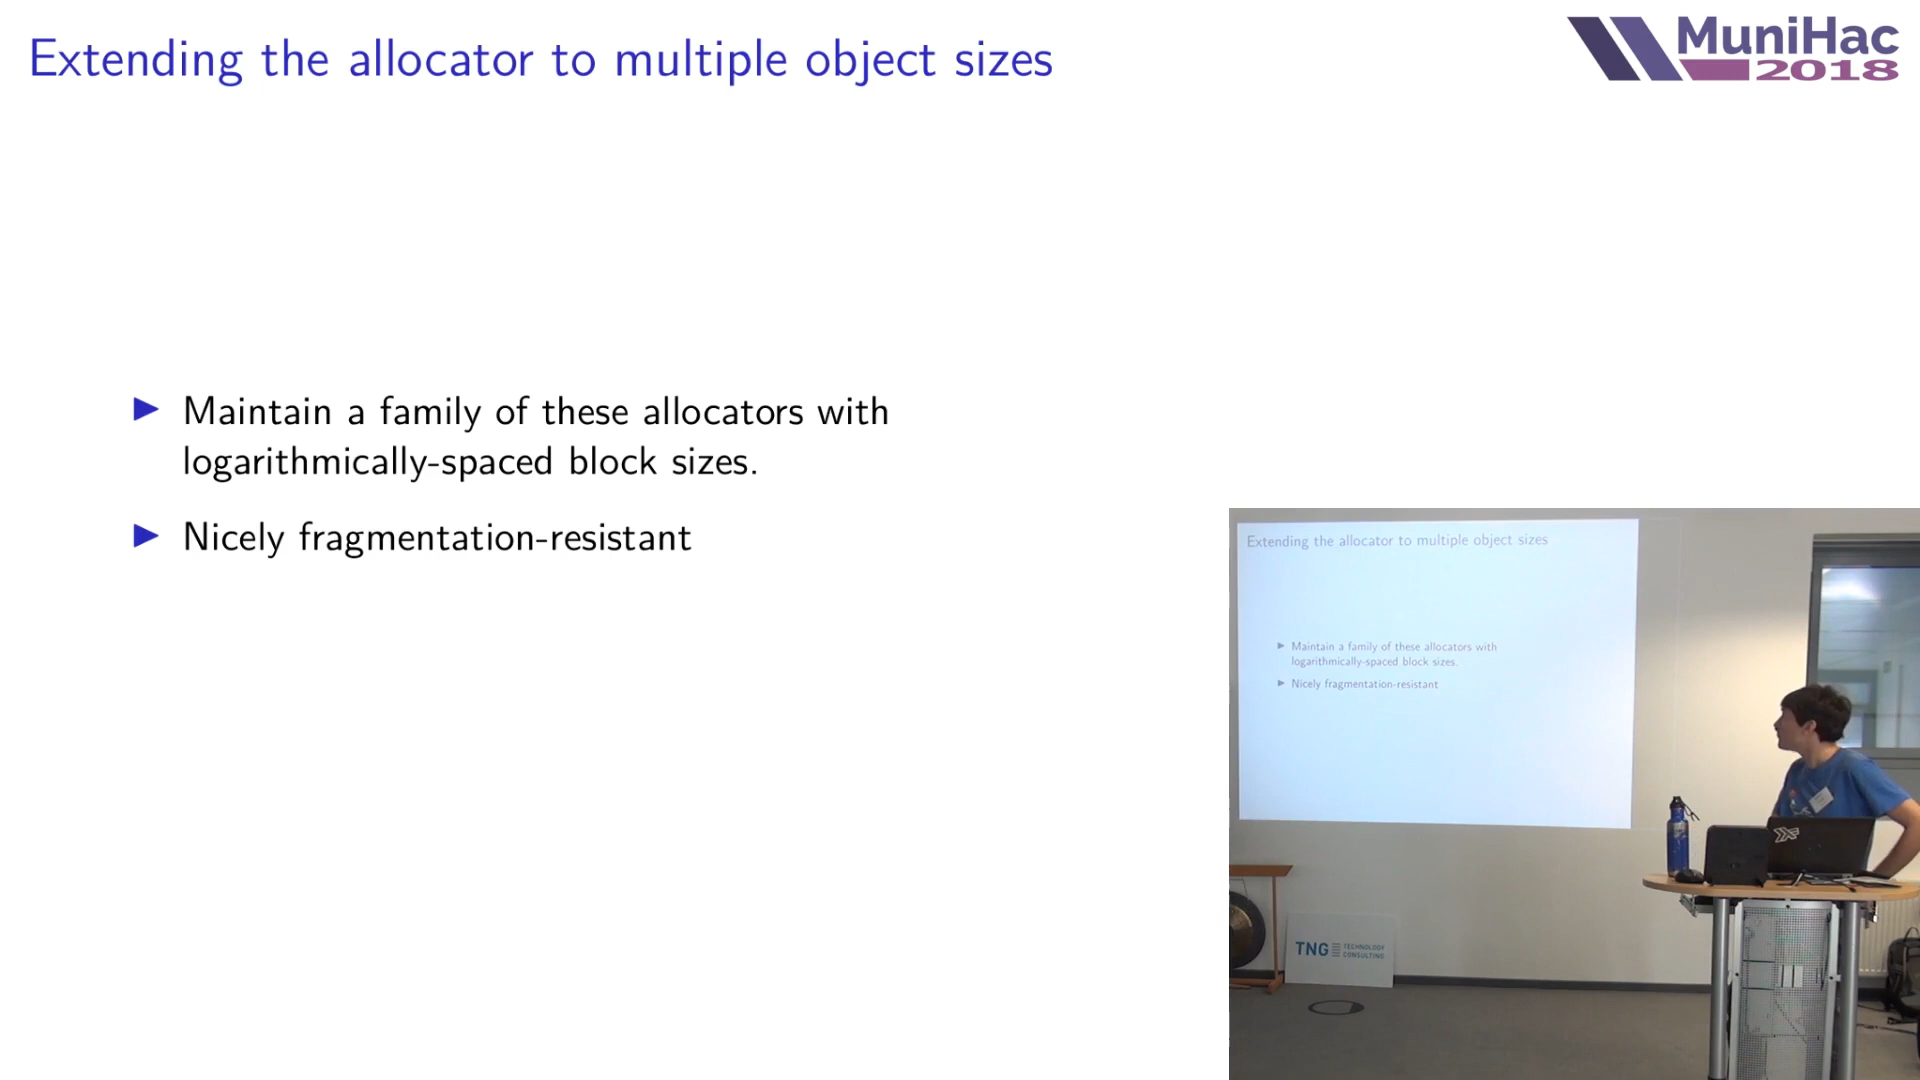 Extending the allocator to multiple object sizes
MuniHac
2018
▶ Maintain a family of these allocators with
logarithmically-spaced block sizes.
▶ Nicely fragmentation-resistant
Extending the allocator to multiple object sizes
▶ Maintain a family of these allocators with
logarithmically-spaced block sizes.
▶ Nicely fragmentation-resistant
TNG TECHNOLOGY
CONSULTING